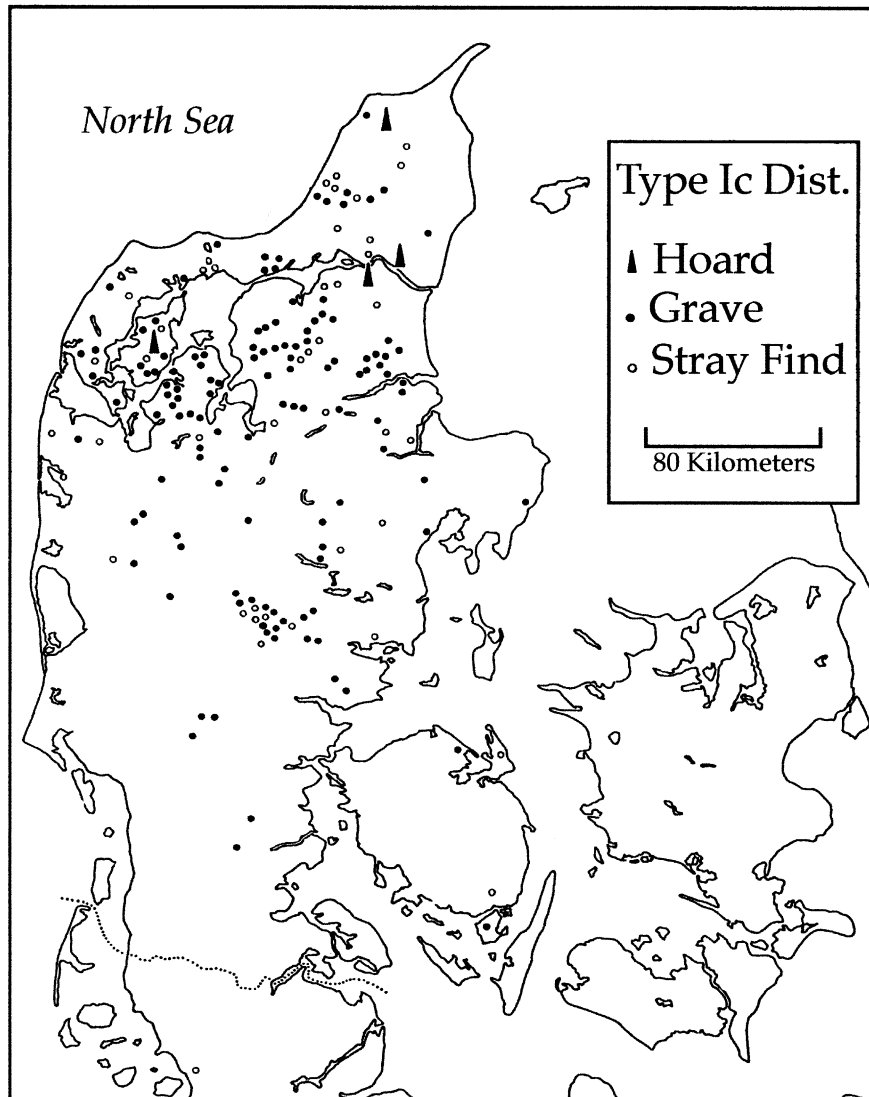 North Sea
Type Ic Dist.
Hoard
Grave
Stray Find
80 Kilometers